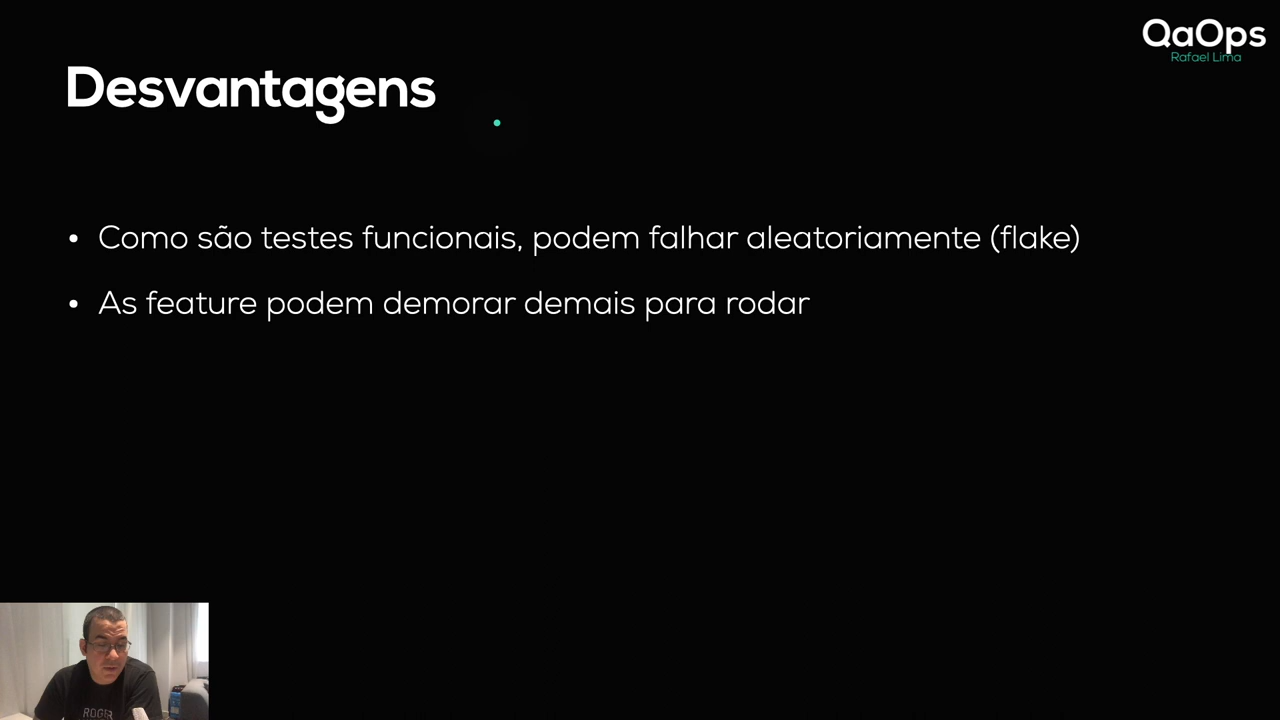 QaOps
Rafael Lima
Desvantagens
• Como são testes funcionais, podem falhar aleatoriamente (flake)
• As feature podem demorar demais para rodar
ROGER